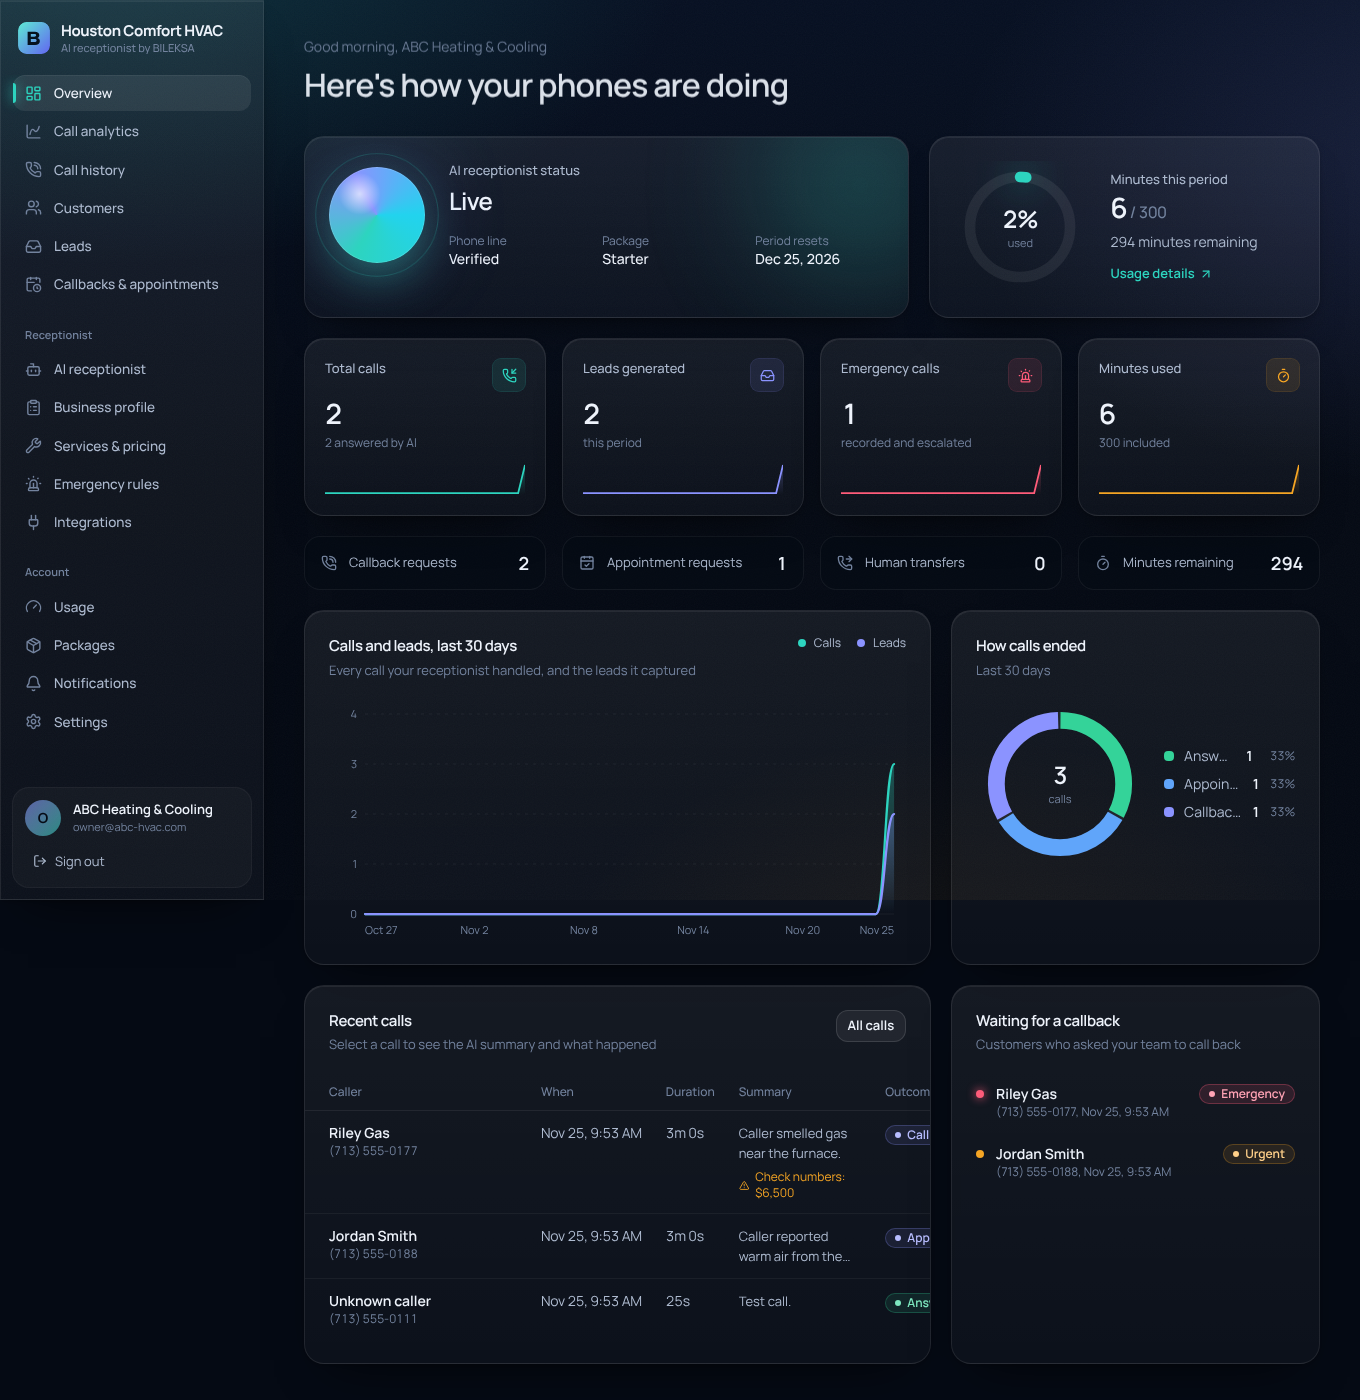 B
Houston Comfort HVAC
AI receptionist by BILEKSA
Overview
Call analytics
Call history
Customers
Leads
Callbacks & appointments
Receptionist
AI receptionist
Business profile
Services & pricing
Emergency rules
Integrations
Account
Usage
Packages
Notifications
Settings
O
ABC Heating & Cooling
owner@abc-hvac.com
Sign out
Good morning, ABC Heating & Cooling
Here's how your phones are doing
AI receptionist status
Live
Phone line
Verified
Package
Starter
Period resets
Dec 25, 2026
2%
used
Minutes this period
6 / 300
294 minutes remaining
Usage details
Total calls
2
2 answered by AI
Leads generated
2
this period
Emergency calls
1
recorded and escalated
Minutes used
6
300 included
Callback requests 2
Appointment requests 1
Human transfers 0
Minutes remaining 294
Calls and leads, last 30 days
Every call your receptionist handled, and the leads it captured
Calls
Leads
4
3
2
1
0
Oct 27 Nov 2 Nov 8 Nov 14 Nov 20 Nov 25
How calls ended
Last 30 days
3
calls
Answ... 1 33%
Appoin... 1 33%
Callbac... 1 33%
Recent calls
Select a call to see the AI summary and what happened
All calls
Caller When Duration Summary Outcom
Riley Gas
(713) 555-0177
Nov 25, 9:53 AM
3m 0s
Caller smelled gas
near the furnace.
Check numbers:
$6,500
Call
Jordan Smith
(713) 555-0188
Nov 25, 9:53 AM
3m 0s
Caller reported
warm air from the...
App
Unknown caller
(713) 555-0111
Nov 25, 9:53 AM
25s
Test call.
Ans
Waiting for a callback
Customers who asked your team to call back
Riley Gas
(713) 555-0177, Nov 25, 9:53 AM
Emergency
Jordan Smith
(713) 555-0188, Nov 25, 9:53 AM
Urgent